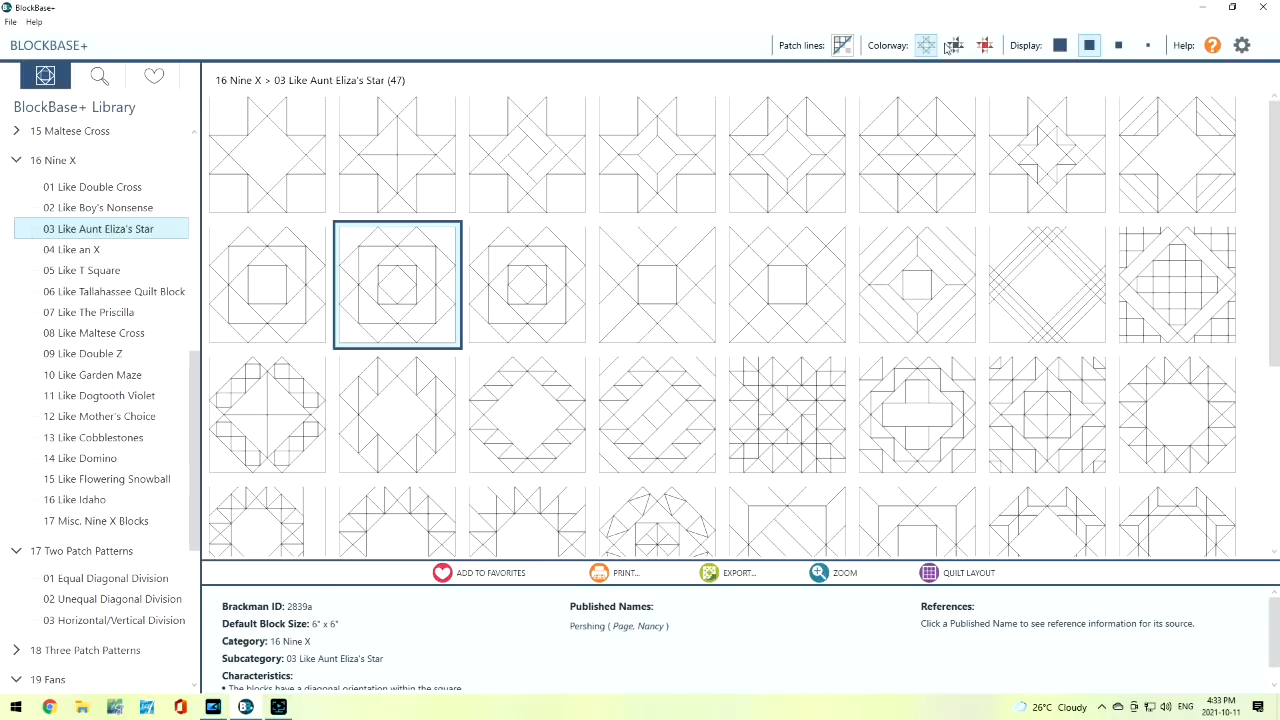 BlockBase+
File Help
BLOCKBASE+
Patch lines: Colorway: Display: Help:
BlockBase+ Library
15 Maltese Cross
16 Nine X
01 Like Double Cross
02 Like Boy's Nonsense
03 Like Aunt Eliza's Star
04 Like an X
05 Like T Square
06 Like Tallahassee Quilt Block
07 Like The Priscilla
08 Like Maltese Cross
09 Like Double Z
10 Like Garden Maze
11 Like Dogtooth Violet
12 Like Mother's Choice
13 Like Cobblestones
14 Like Domino
15 Like Flowering Snowball
16 Like Idaho
17 Misc. Nine X Blocks
17 Two Patch Patterns
01 Equal Diagonal Division
02 Unequal Diagonal Division
03 Horizontal/Vertical Division
18 Three Patch Patterns
19 Fans
16 Nine X > 03 Like Aunt Eliza's Star (47)
ADD TO FAVORITES PRINT... EXPORT... ZOOM QUILT LAYOUT
Brackman ID: 2839a
Default Block Size: 6" x 6"
Category: 16 Nine X
Subcategory: 03 Like Aunt Eliza's Star
Characteristics:
• The blocks have a diagonal orientation within the square
Published Names:
Pershing ( Page, Nancy )
References:
Click a Published Name to see reference information for its source.
26°C Cloudy ENG 4:33 PM
2021-10-11